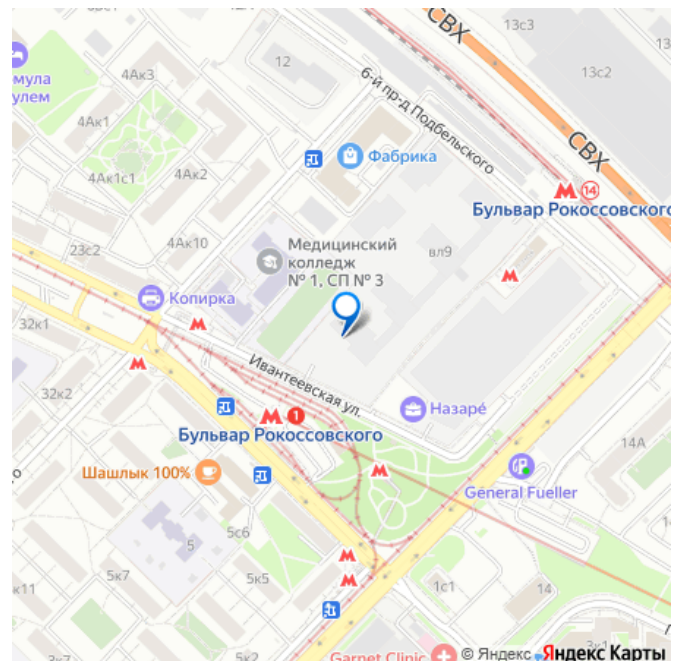 12
13с3
СВХ
13с2
4Ак3
6-й пр-д Подбельского
4Ак1
Фабрика
СВХ
4Ак1с1
4Ак2
14
Бульвар Рокоссовского
4Ак10
23с2
Медицинский
колледж
№ 1, СП № 3
вл9
Копирка
32к1
Ивантеевская ул.
32к2
Назаре́
1
Бульвар Рокоссовского
14А
Шашлык 100%
General Fueller
5с6
5
5к7
5к5
1с1
14
к11
5к2
3к1
Garnet Clinic
© Яндекс
Яндекс Карты